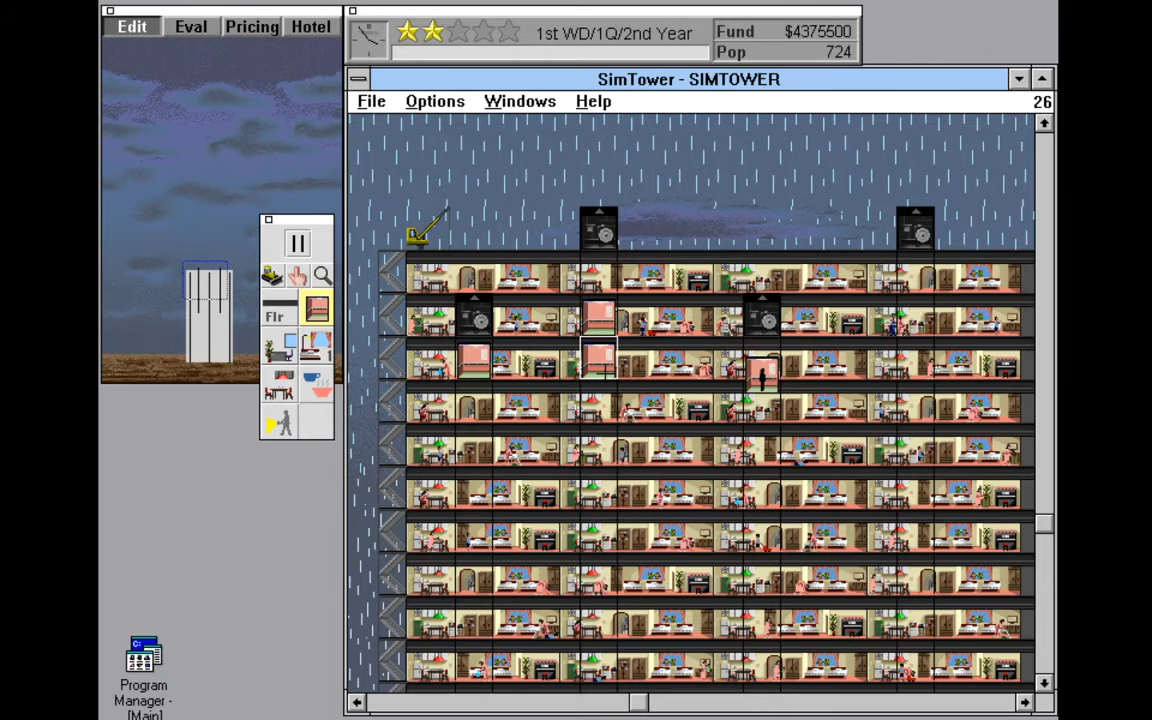 Edit Eval Pricing Hotel
1st WD/1Q/2nd Year
Fund $4375500
Pop 724
SimTower - SIMTOWER
File Options Windows Help 26
Flr
1
Program
Manager -
[Main]